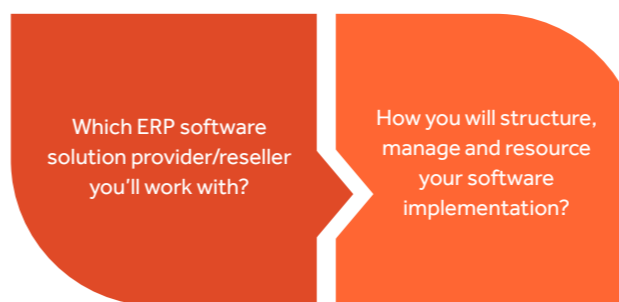 Which ERP software
solution provider/reseller
you'll work with?
How you will structure,
manage and resource
your software
implementation?